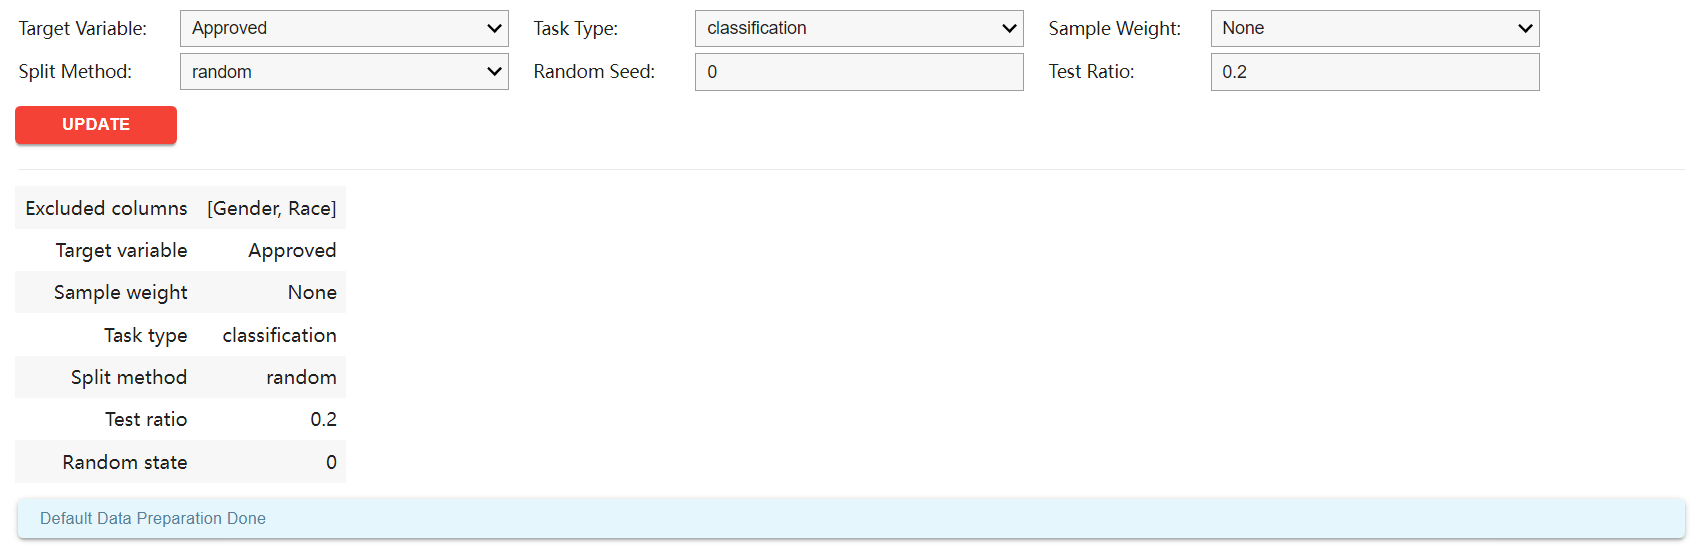 Target Variable: Approved Task Type: classification Sample Weight: None
Split Method: random Random Seed: 0 Test Ratio: 0.2
UPDATE
Excluded columns [Gender, Race]
Target variable Approved
Sample weight None
Task type classification
Split method random
Test ratio 0.2
Random state 0
Default Data Preparation Done